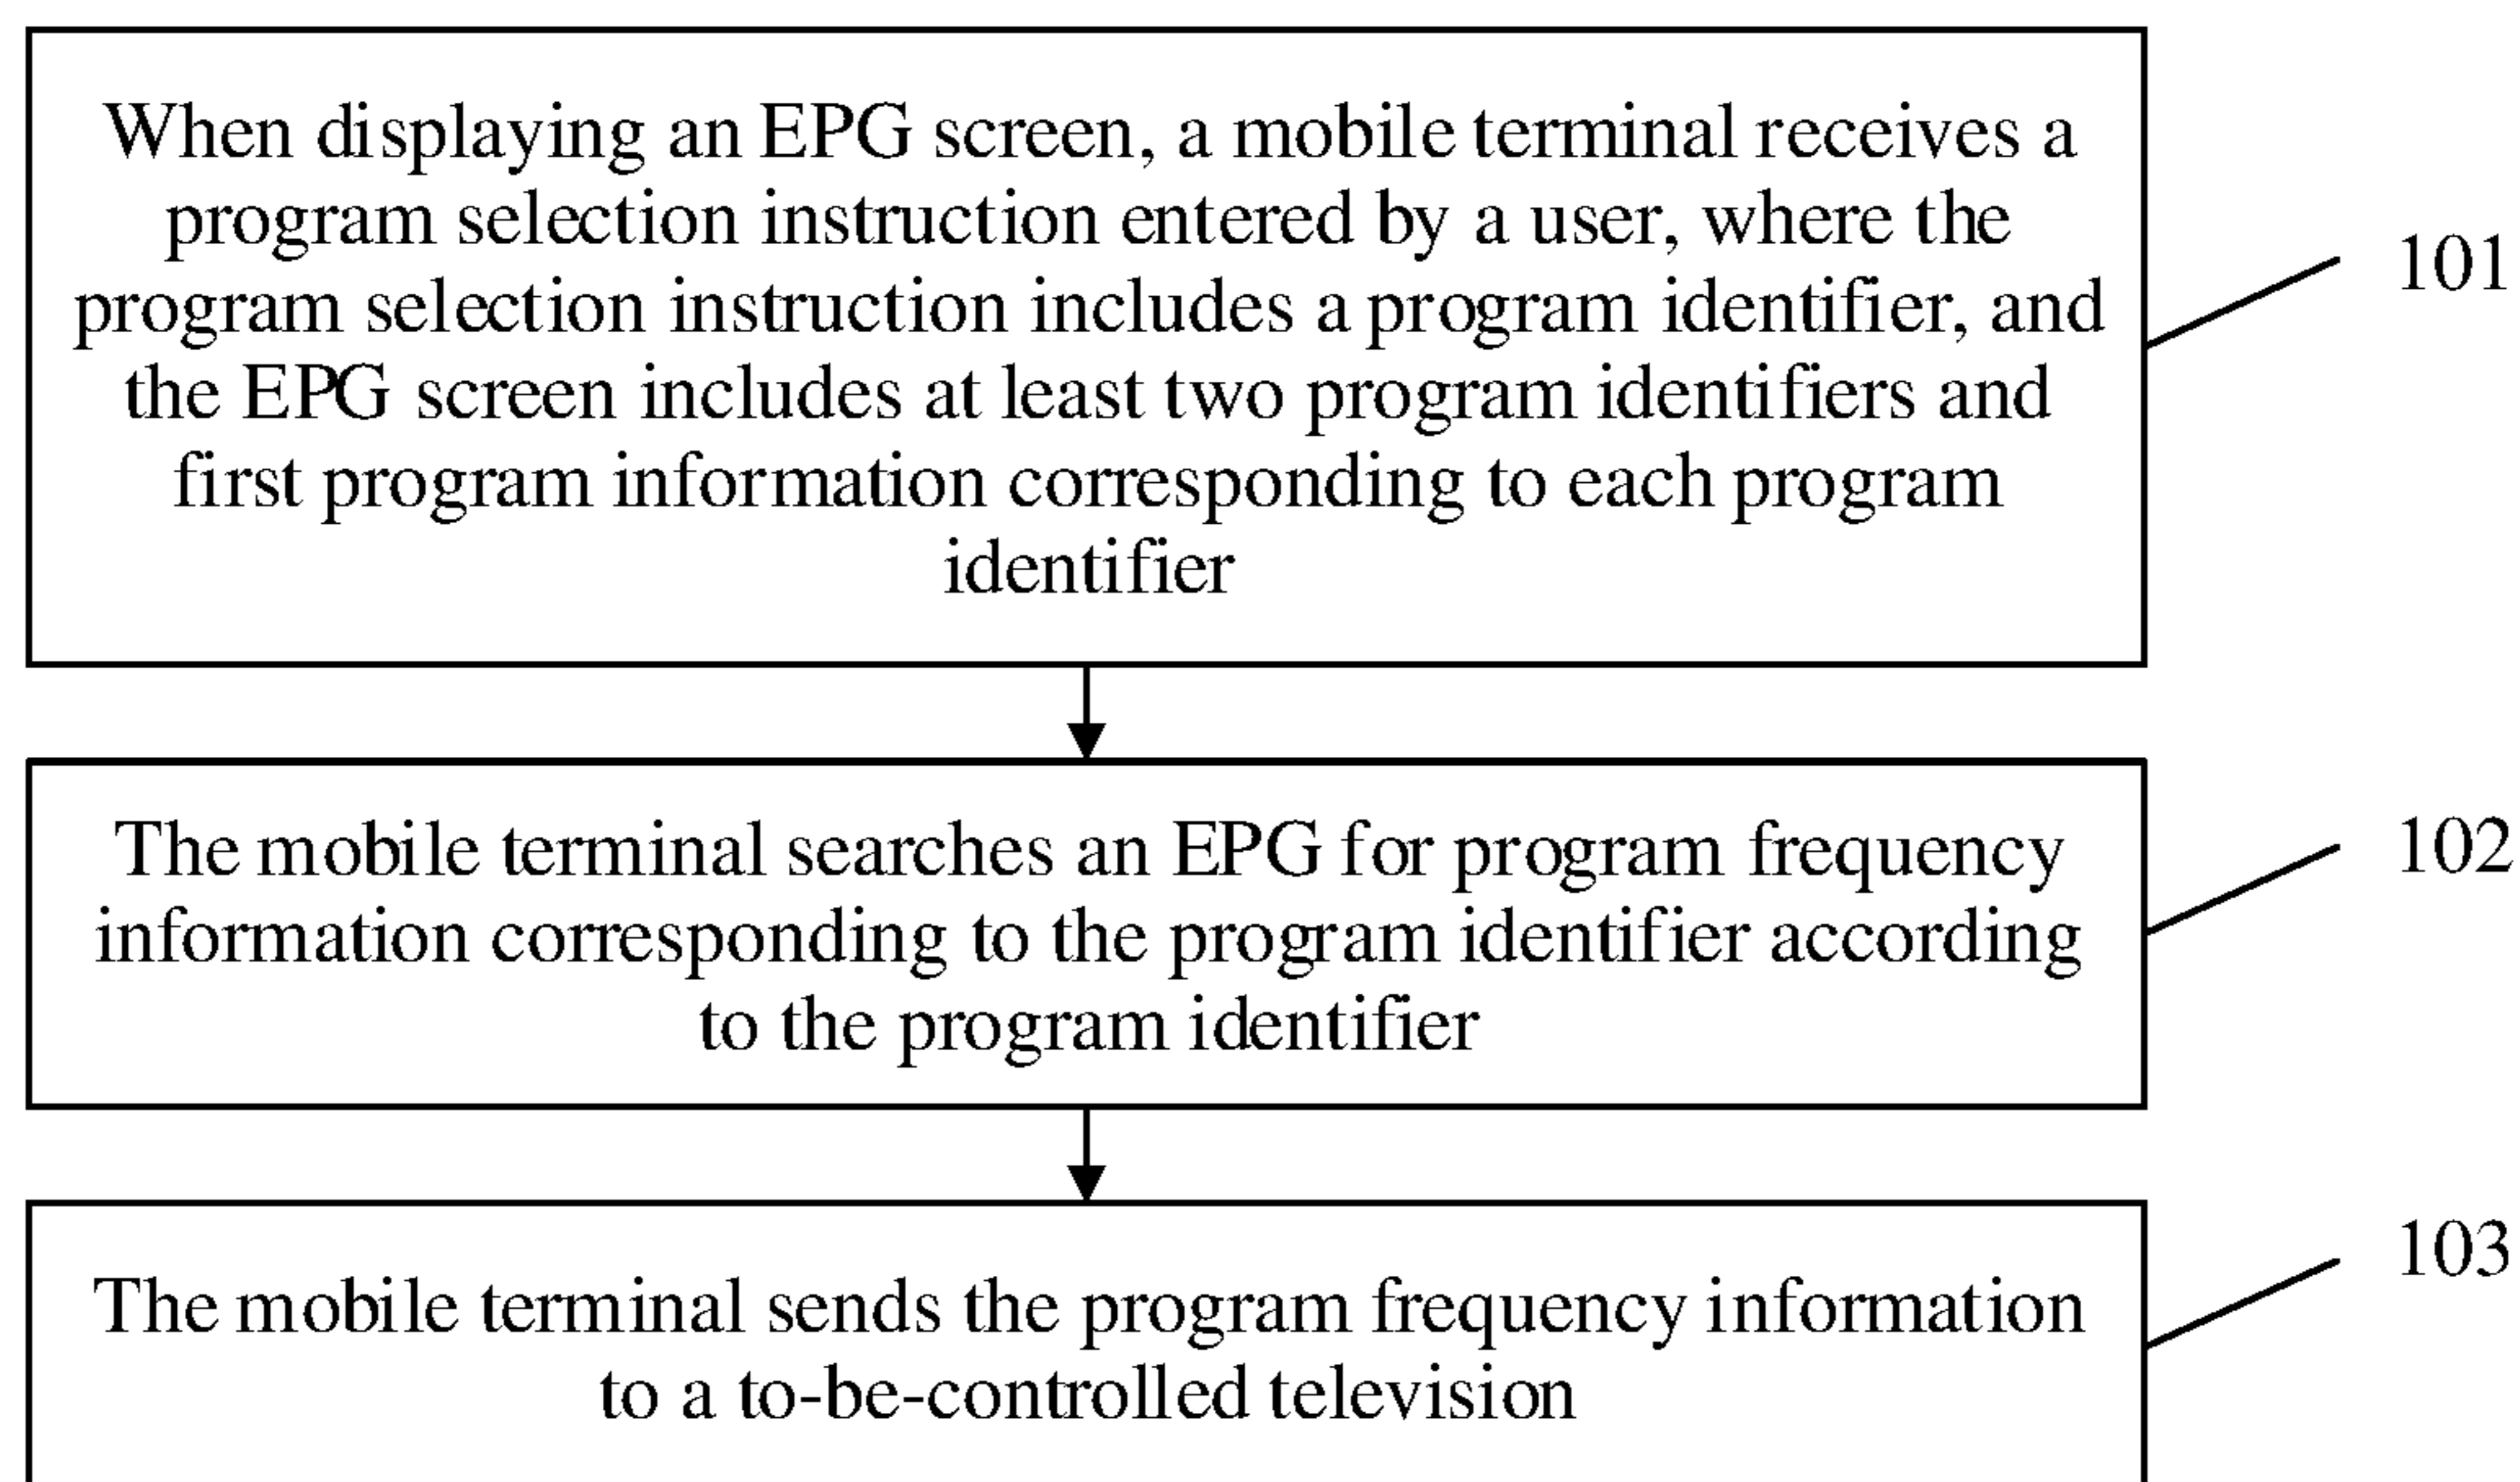 When displaying an EPG screen, a mobile terminal receives a
program selection instruction entered by a user, where the
program selection instruction includes a program identifier, and
the EPG screen includes at least two program identifiers and
first program information corresponding to each program
identifier
101
The mobile terminal searches an EPG for program frequency
information corresponding to the program identifier according
to the program identifier
102
The mobile terminal sends the program frequency information
to a to-be-controlled television
103